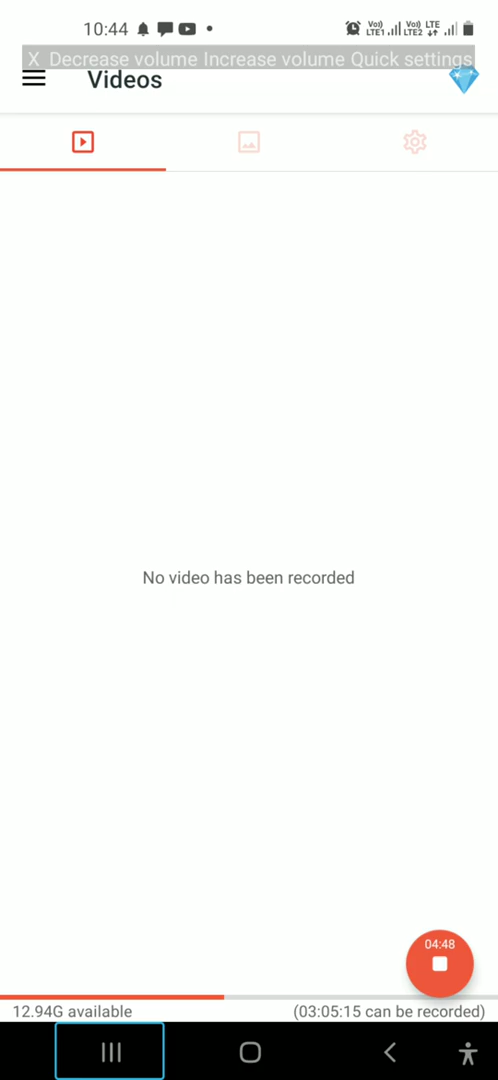 10:44 Vo)) LTE1 Vo)) LTE2 LTE
X Decrease volume Increase volume Quick settings
Videos
No video has been recorded
04:48
12.94G available (03:05:15 can be recorded)